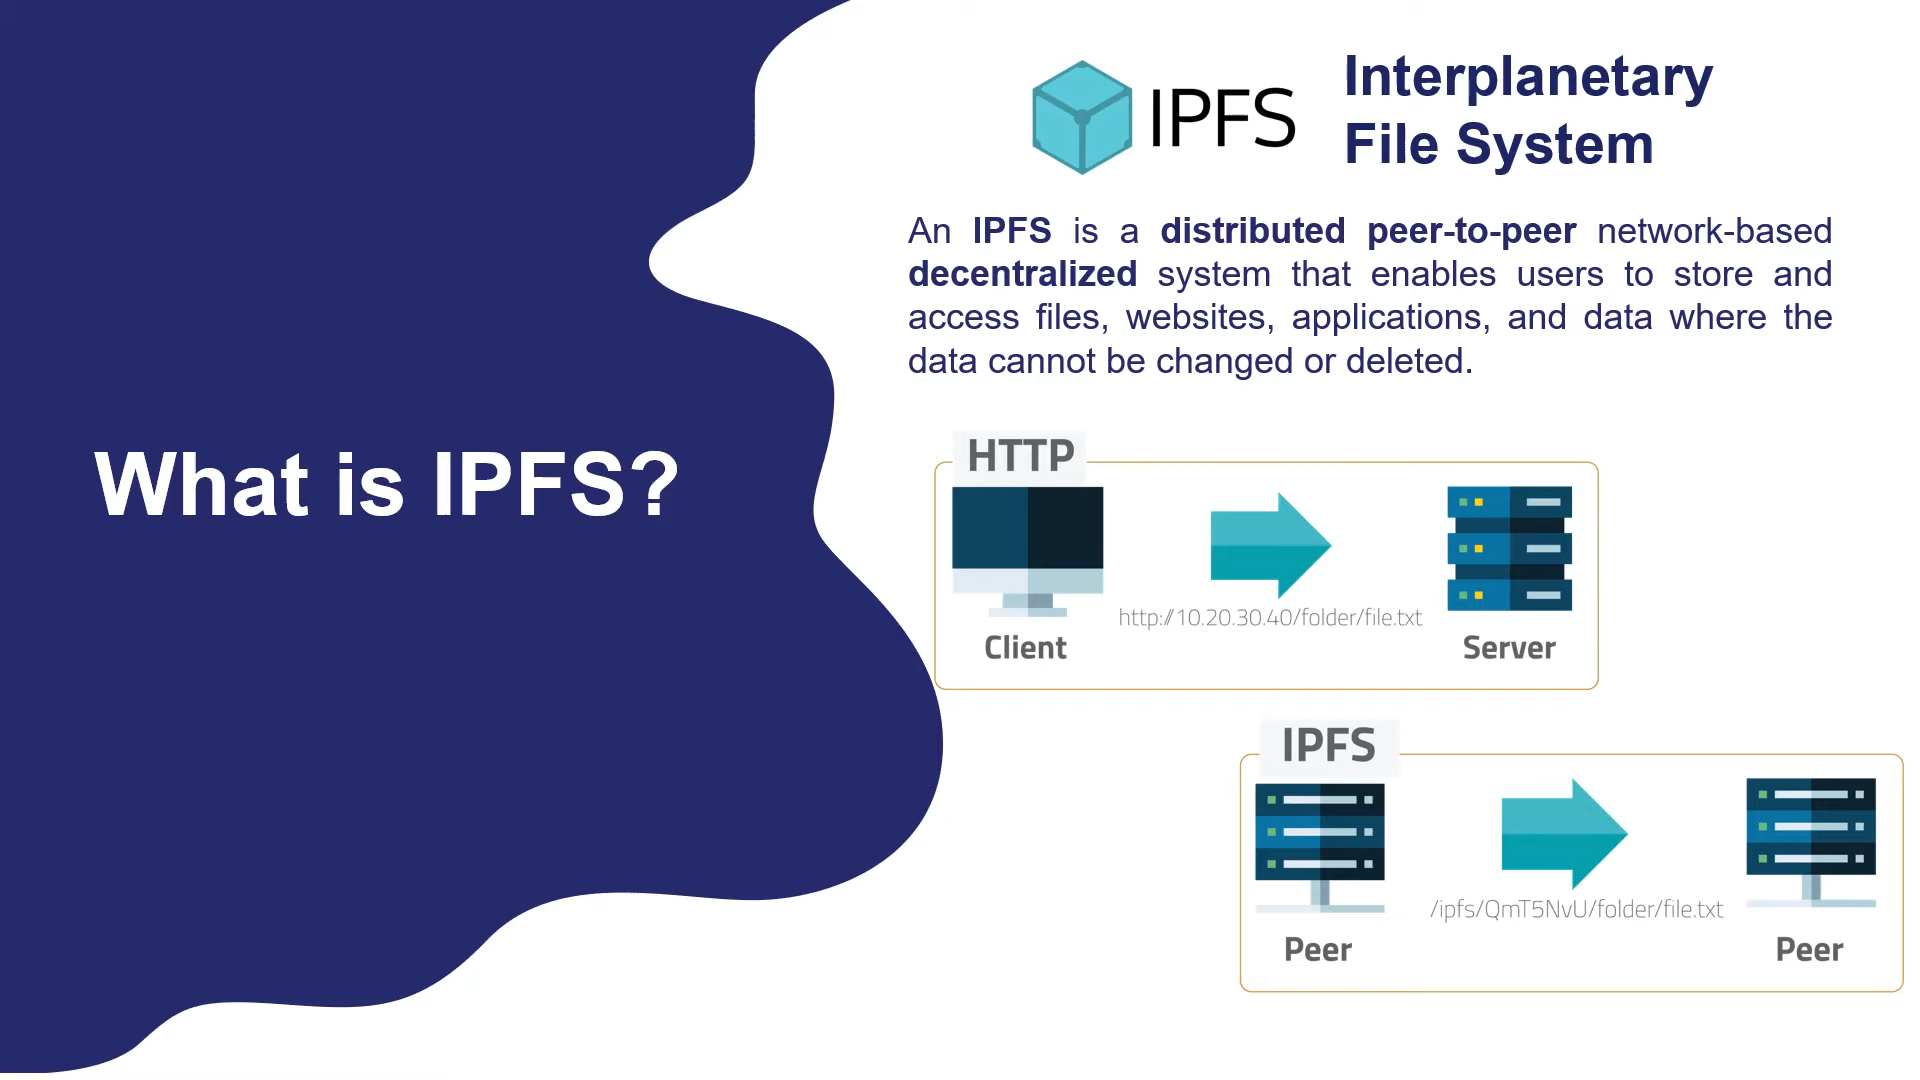 What is IPFS?
IPFS
Interplanetary
File System
An IPFS is a distributed peer-to-peer network-based
decentralized system that enables users to store and
access files, websites, applications, and data where the
data cannot be changed or deleted.
HTTP
http://10.20.30.40/folder/file.txt
Client
Server
IPFS
/ipfs/QmT5NvU/folder/file.txt
Peer
Peer